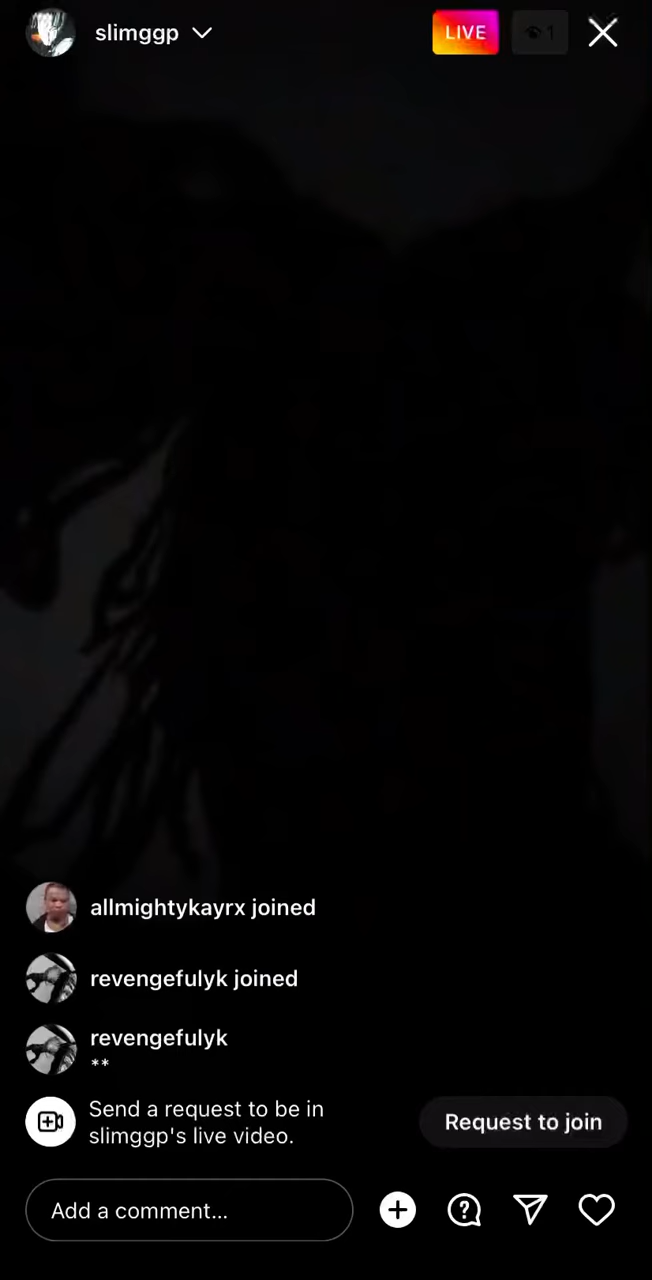 slimggp
LIVE
1
allmightykayrx joined
revengefulyk joined
revengefulyk
**
Send a request to be in
slimggp's live video.
Request to join
Add a comment...